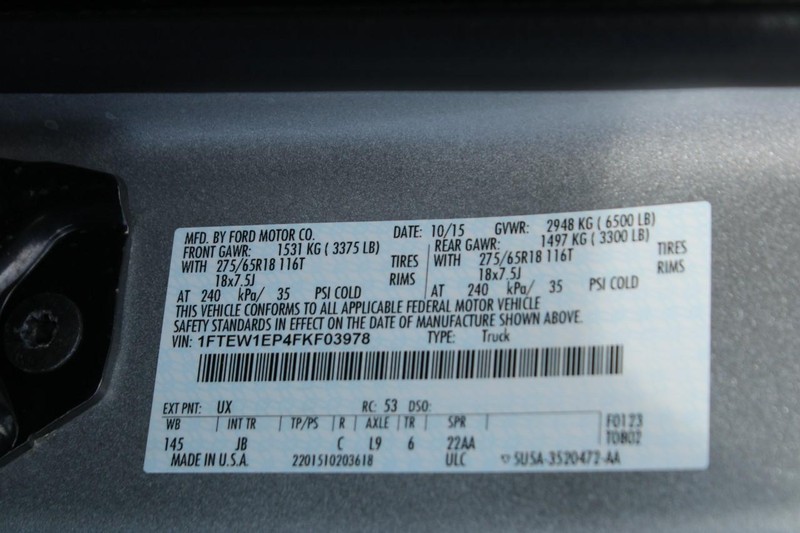 MFD. BY FORD MOTOR CO. DATE: 10/15 GVWR: 2948 KG ( 6500 LB)
FRONT GAWR: 1531 KG ( 3375 LB) REAR GAWR: 1497 KG ( 3300 LB)
WITH 275/65R18 116T TIRES WITH 275/65R18 116T TIRES
18x7.5J RIMS 18x7.5J RIMS
AT 240 kPa/ 35 PSI COLD AT 240 kPa/ 35 PSI COLD
THIS VEHICLE CONFORMS TO ALL APPLICABLE FEDERAL MOTOR VEHICLE
SAFETY STANDARDS IN EFFECT ON THE DATE OF MANUFACTURE SHOWN ABOVE.
VIN: 1FTEW1EP4FKF03978 TYPE: Truck
EXT PNT: UX RC: 53 DSO: F0123
WB INT TR TP/PS R AXLE TR SPR T0B02
145 JB C L9 6 22AA
MADE IN U.S.A. 2201510203618 ULC SU5A-3520472-AA